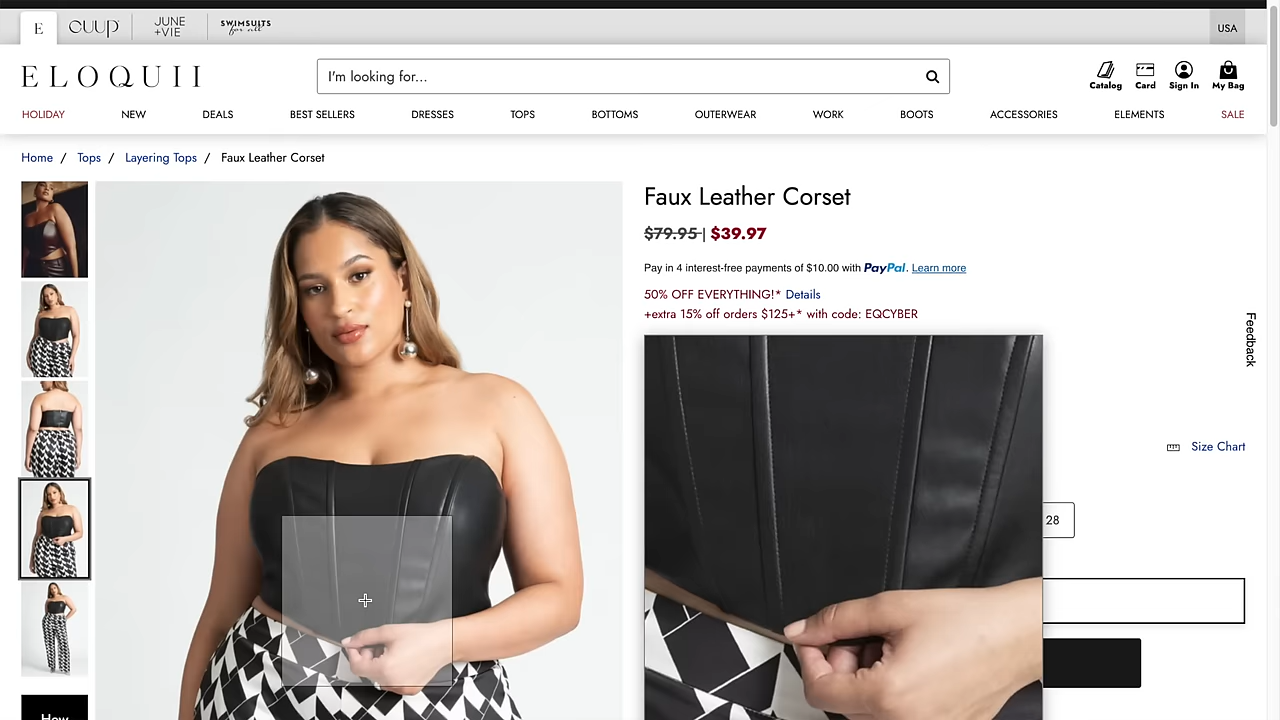 E
CUUP
JUNE
+VIE
SWIMSUITS
for all
USA
ELOQUII
I'm looking for...
Catalog
Card
Sign In
My Bag
HOLIDAY
NEW
DEALS
BEST SELLERS
DRESSES
TOPS
BOTTOMS
OUTERWEAR
WORK
BOOTS
ACCESSORIES
ELEMENTS
SALE
Home / Tops / Layering Tops / Faux Leather Corset
Faux Leather Corset
$79.95 | $39.97
Pay in 4 interest-free payments of $10.00 with PayPal. Learn more
50% OFF EVERYTHING!* Details
+extra 15% off orders $125+* with code: EQCYBER
Feedback
Size Chart
28
How